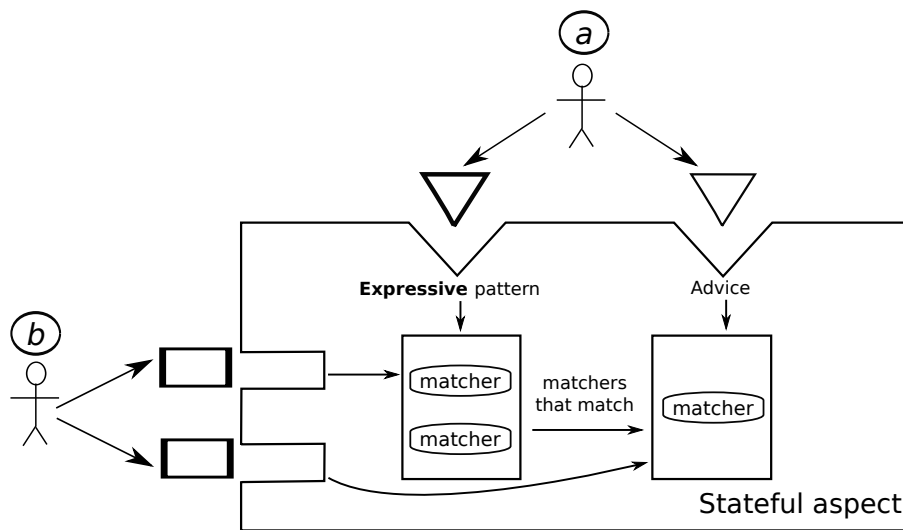 a
Expressive pattern
Advice
b
matcher
matcher
matchers
that match
matcher
Stateful aspect